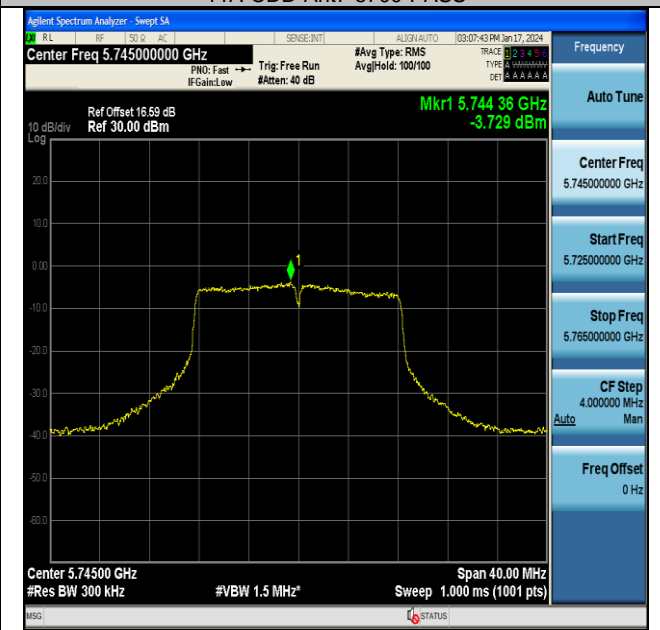 Agilent Spectrum Analyzer - Swept SA
RL RF 50 Ω AC SENSE:INT ALIGN AUTO 03:07:43 PM Jan 17, 2024
Center Freq 5.745000000 GHz
PNO: Fast
IFGain:Low
Trig: Free Run
#Atten: 40 dB
#Avg Type: RMS
Avg|Hold: 100/100
TRACE 1 2 3 4 5 6
TYPE A WWWWW
DET A A A A A A
Frequency
Mkr1 5.744 36 GHz
-3.729 dBm
Ref Offset 16.59 dB
10 dB/div Ref 30.00 dBm
Log
20.0
10.0
0.00
-10.0
-20.0
-30.0
-40.0
-50.0
-60.0
1
Center 5.74500 GHz Span 40.00 MHz
#Res BW 300 kHz #VBW 1.5 MHz* Sweep 1.000 ms (1001 pts)
MSG STATUS
Auto Tune
Center Freq
5.745000000 GHz
Start Freq
5.725000000 GHz
Stop Freq
5.765000000 GHz
CF Step
4.000000 MHz
Auto Man
Freq Offset
0 Hz